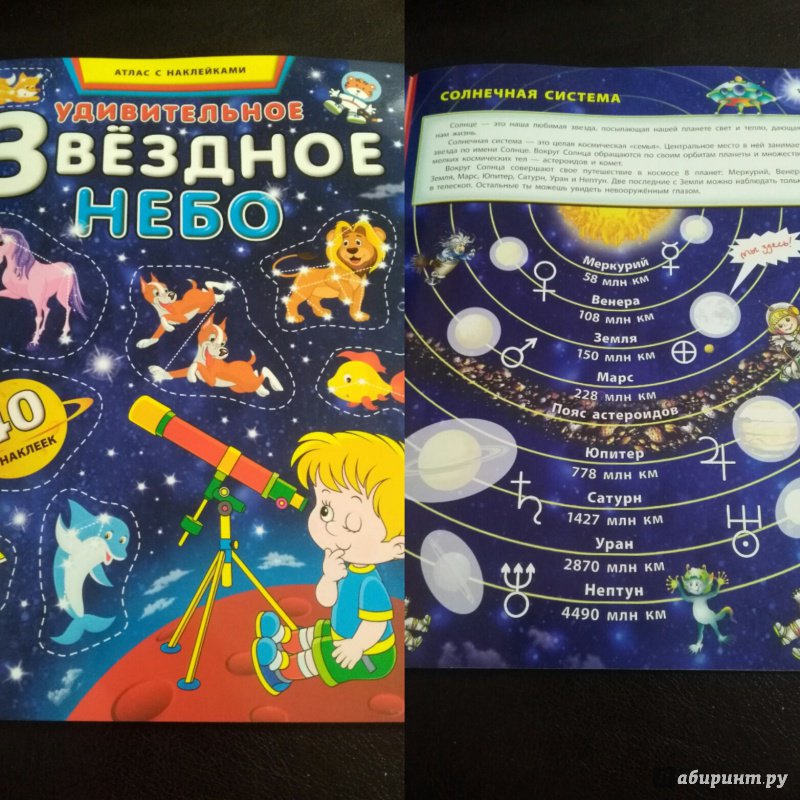 АТЛАС С НАКЛЕЙКАМИ
УДИВИТЕЛЬНОЕ
ЗВЁЗДНОЕ
НЕБО
40
НАКЛЕЕК
СОЛНЕЧНАЯ СИСТЕМА
Солнце — это наша любимая звезда, посылающая нашей планете свет и тепло, дающая
нам жизнь.
Солнечная система — это целая космическая «семья». Центральное место в ней занимает
звезда по имени Солнце. Вокруг Солнца обращаются по своим орбитам планеты и множество
мелких космических тел — астероидов и комет.
Вокруг Солнца совершают свое путешествие в космосе 8 планет: Меркурий, Венера,
Земля, Марс, Юпитер, Сатурн, Уран и Нептун. Две последние с Земли можно наблюдать только
в телескоп. Остальные ты можешь увидеть невооружённым глазом.
Меркурий
58 млн км
ты здесь!
Венера
108 млн км
Земля
150 млн км
Марс
228 млн км
Пояс астероидов
Юпитер
778 млн км
Сатурн
1427 млн км
Уран
2870 млн км
Нептун
4490 млн км
Лабиринт.ру